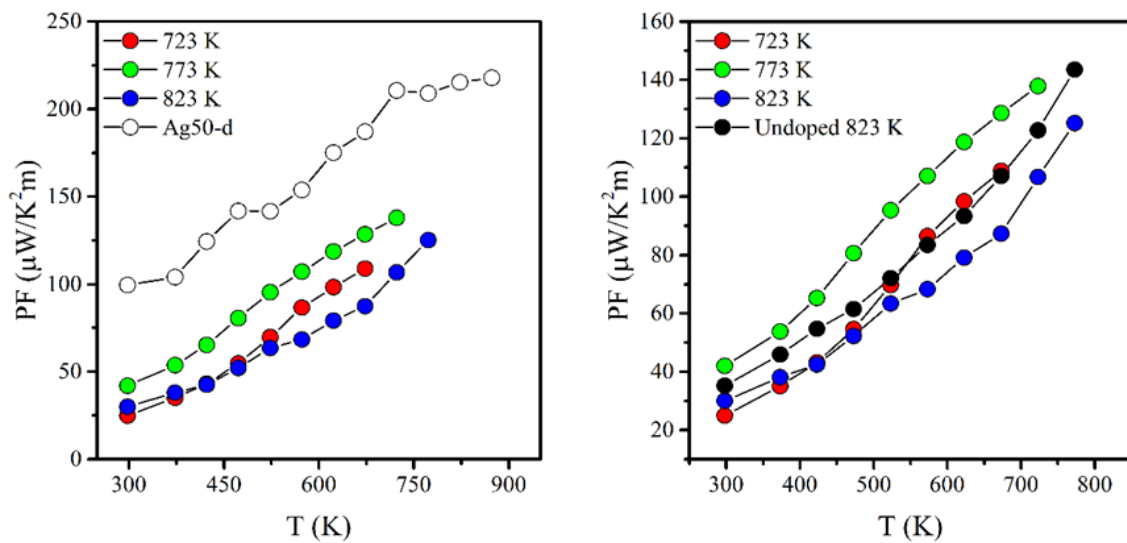 250
200
150
100
50
0
PF (µW/K²m)
723 K
773 K
823 K
Ag50-d
300
450
600
750
900
T (K)
160
140
120
100
80
60
40
20
PF (µW/K²m)
723 K
773 K
823 K
Undoped 823 K
300
400
500
600
700
800
T (K)